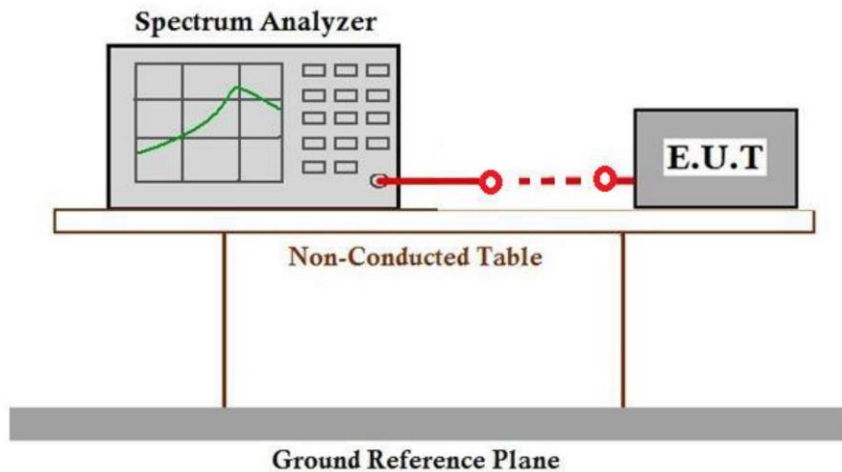 Spectrum Analyzer
E.U.T
Non-Conducted Table
Ground Reference Plane